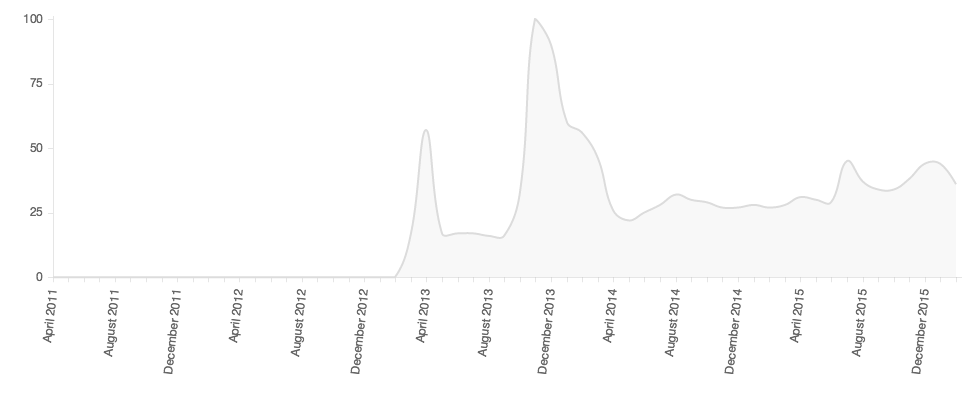 100
75
50
25
0
April 2011
August 2011
December 2011
April 2012
August 2012
December 2012
April 2013
August 2013
December 2013
April 2014
August 2014
December 2014
April 2015
August 2015
December 2015